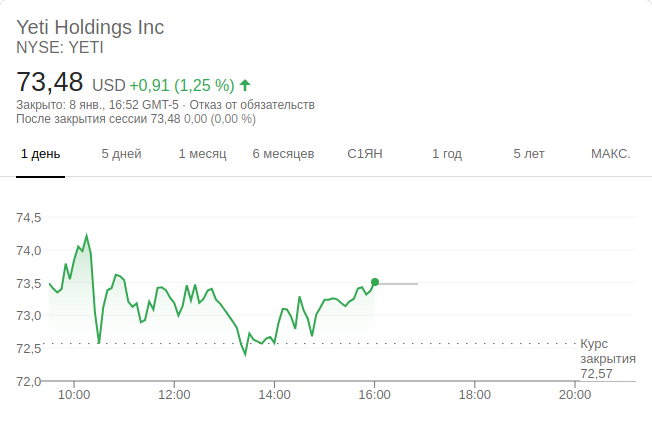 Yeti Holdings Inc
NYSE: YETI
73,48 USD +0,91 (1,25 %)
Закрыто: 8 янв., 16:52 GMT-5 · Отказ от обязательств
После закрытия сессии 73,48 0,00 (0,00 %)
1 день 5 дней 1 месяц 6 месяцев С1ЯН 1 год 5 лет МАКС.
74,5
74,0
73,5
73,0
72,5
72,0
Курс
закрытия
72,57
10:00 12:00 14:00 16:00 18:00 20:00